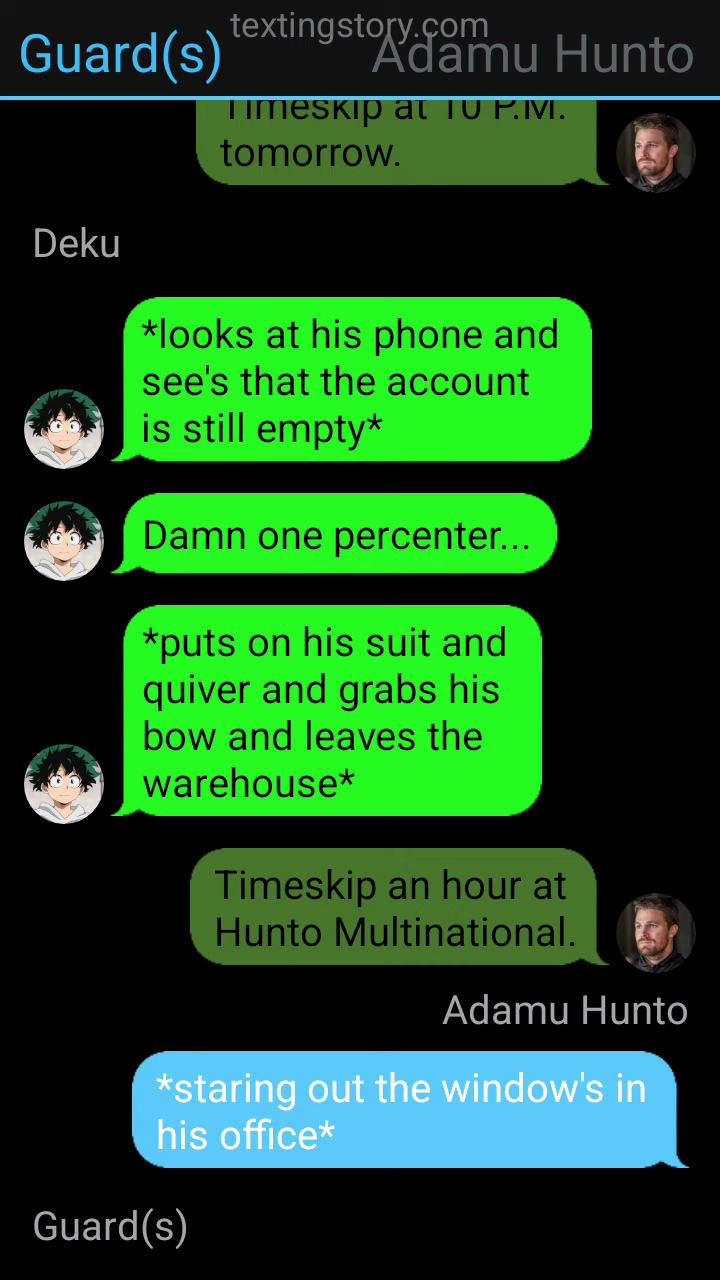 textingstory.com
Guard(s)
Adamu Hunto
Timeskip at 10 P.M.
tomorrow.
Deku
*looks at his phone and
see's that the account
is still empty*
Damn one percenter...
*puts on his suit and
quiver and grabs his
bow and leaves the
warehouse*
Timeskip an hour at
Hunto Multinational.
Adamu Hunto
*staring out the window's in
his office*
Guard(s)